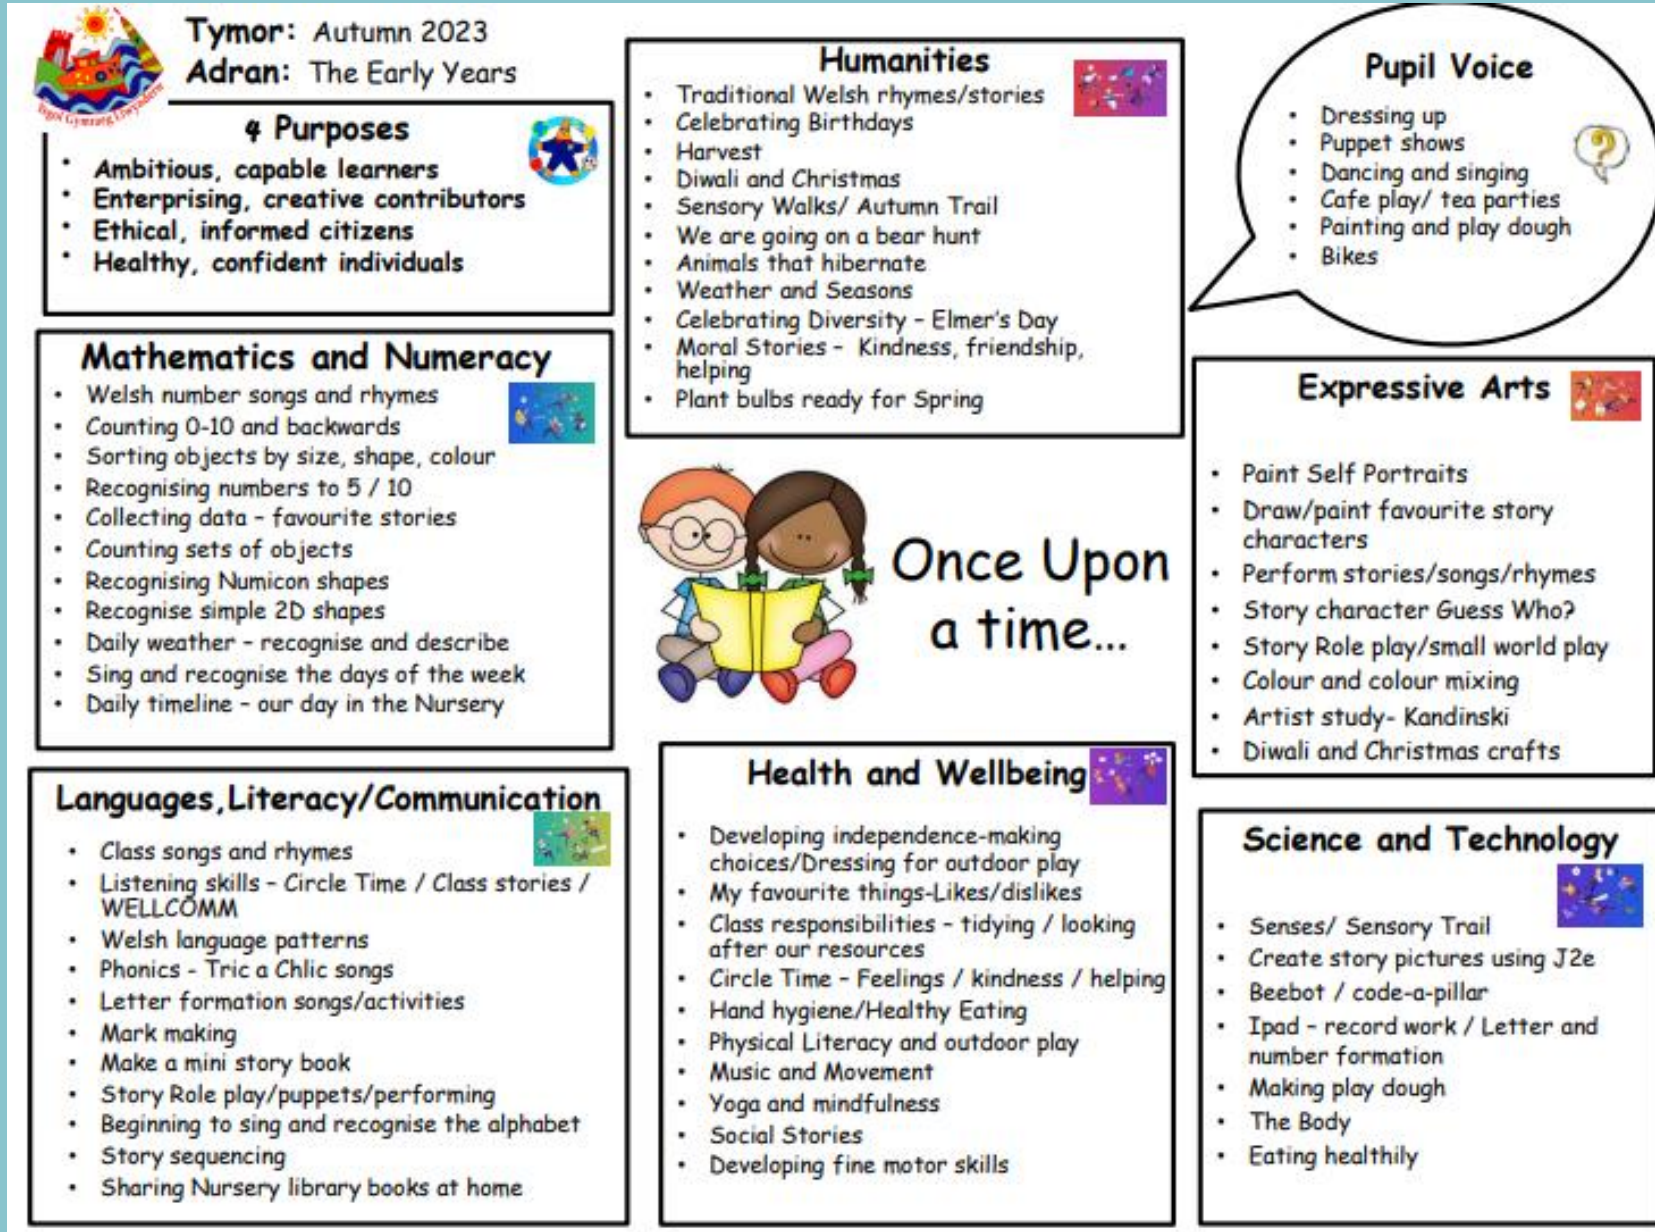 Tymor: Autumn 2023
Adran: The Early Years
Ysgol Gymraeg Llwynderw
4 Purposes
• Ambitious, capable learners
• Enterprising, creative contributors
• Ethical, informed citizens
• Healthy, confident individuals
Humanities
• Traditional Welsh rhymes/stories
• Celebrating Birthdays
• Harvest
• Diwali and Christmas
• Sensory Walks/ Autumn Trail
• We are going on a bear hunt
• Animals that hibernate
• Weather and Seasons
• Celebrating Diversity – Elmer's Day
• Moral Stories – Kindness, friendship,
helping
• Plant bulbs ready for Spring
Pupil Voice
• Dressing up
• Puppet shows
• Dancing and singing
• Cafe play/ tea parties
• Painting and play dough
• Bikes
?
Mathematics and Numeracy
• Welsh number songs and rhymes
• Counting 0-10 and backwards
• Sorting objects by size, shape, colour
• Recognising numbers to 5 / 10
• Collecting data – favourite stories
• Counting sets of objects
• Recognising Numicon shapes
• Recognise simple 2D shapes
• Daily weather – recognise and describe
• Sing and recognise the days of the week
• Daily timeline – our day in the Nursery
Once Upon
a time...
Expressive Arts
• Paint Self Portraits
• Draw/paint favourite story
characters
• Perform stories/songs/rhymes
• Story character Guess Who?
• Story Role play/small world play
• Colour and colour mixing
• Artist study- Kandinski
• Diwali and Christmas crafts
Languages,Literacy/Communication
• Class songs and rhymes
• Listening skills – Circle Time / Class stories /
WELLCOMM
• Welsh language patterns
• Phonics - Tric a Chlic songs
• Letter formation songs/activities
• Mark making
• Make a mini story book
• Story Role play/puppets/performing
• Beginning to sing and recognise the alphabet
• Story sequencing
• Sharing Nursery library books at home
Health and Wellbeing
• Developing independence-making
choices/Dressing for outdoor play
• My favourite things-Likes/dislikes
• Class responsibilities – tidying / looking
after our resources
• Circle Time – Feelings / kindness / helping
• Hand hygiene/Healthy Eating
• Physical Literacy and outdoor play
• Music and Movement
• Yoga and mindfulness
• Social Stories
• Developing fine motor skills
Science and Technology
• Senses/ Sensory Trail
• Create story pictures using J2e
• Beebot / code-a-pillar
• Ipad – record work / Letter and
number formation
• Making play dough
• The Body
• Eating healthily